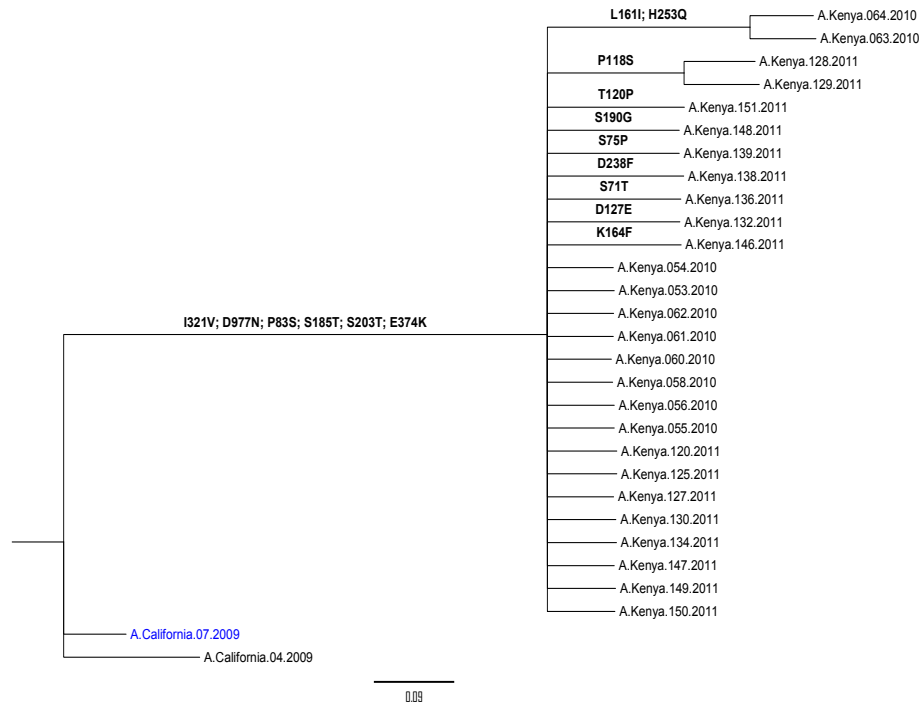 L161I; H253Q
A.Kenya.064.2010
A.Kenya.063.2010
P118S
A.Kenya.128.2011
A.Kenya.129.2011
T120P
A.Kenya.151.2011
S190G
A.Kenya.148.2011
S75P
A.Kenya.139.2011
D238F
A.Kenya.138.2011
S71T
A.Kenya.136.2011
D127E
A.Kenya.132.2011
K164F
A.Kenya.146.2011
A.Kenya.054.2010
A.Kenya.053.2010
A.Kenya.062.2010
I321V; D977N; P83S; S185T; S203T; E374K
A.Kenya.061.2010
A.Kenya.060.2010
A.Kenya.058.2010
A.Kenya.056.2010
A.Kenya.055.2010
A.Kenya.120.2011
A.Kenya.125.2011
A.Kenya.127.2011
A.Kenya.130.2011
A.Kenya.134.2011
A.Kenya.147.2011
A.Kenya.149.2011
A.Kenya.150.2011
A.California.07.2009
A.California.04.2009
0.09